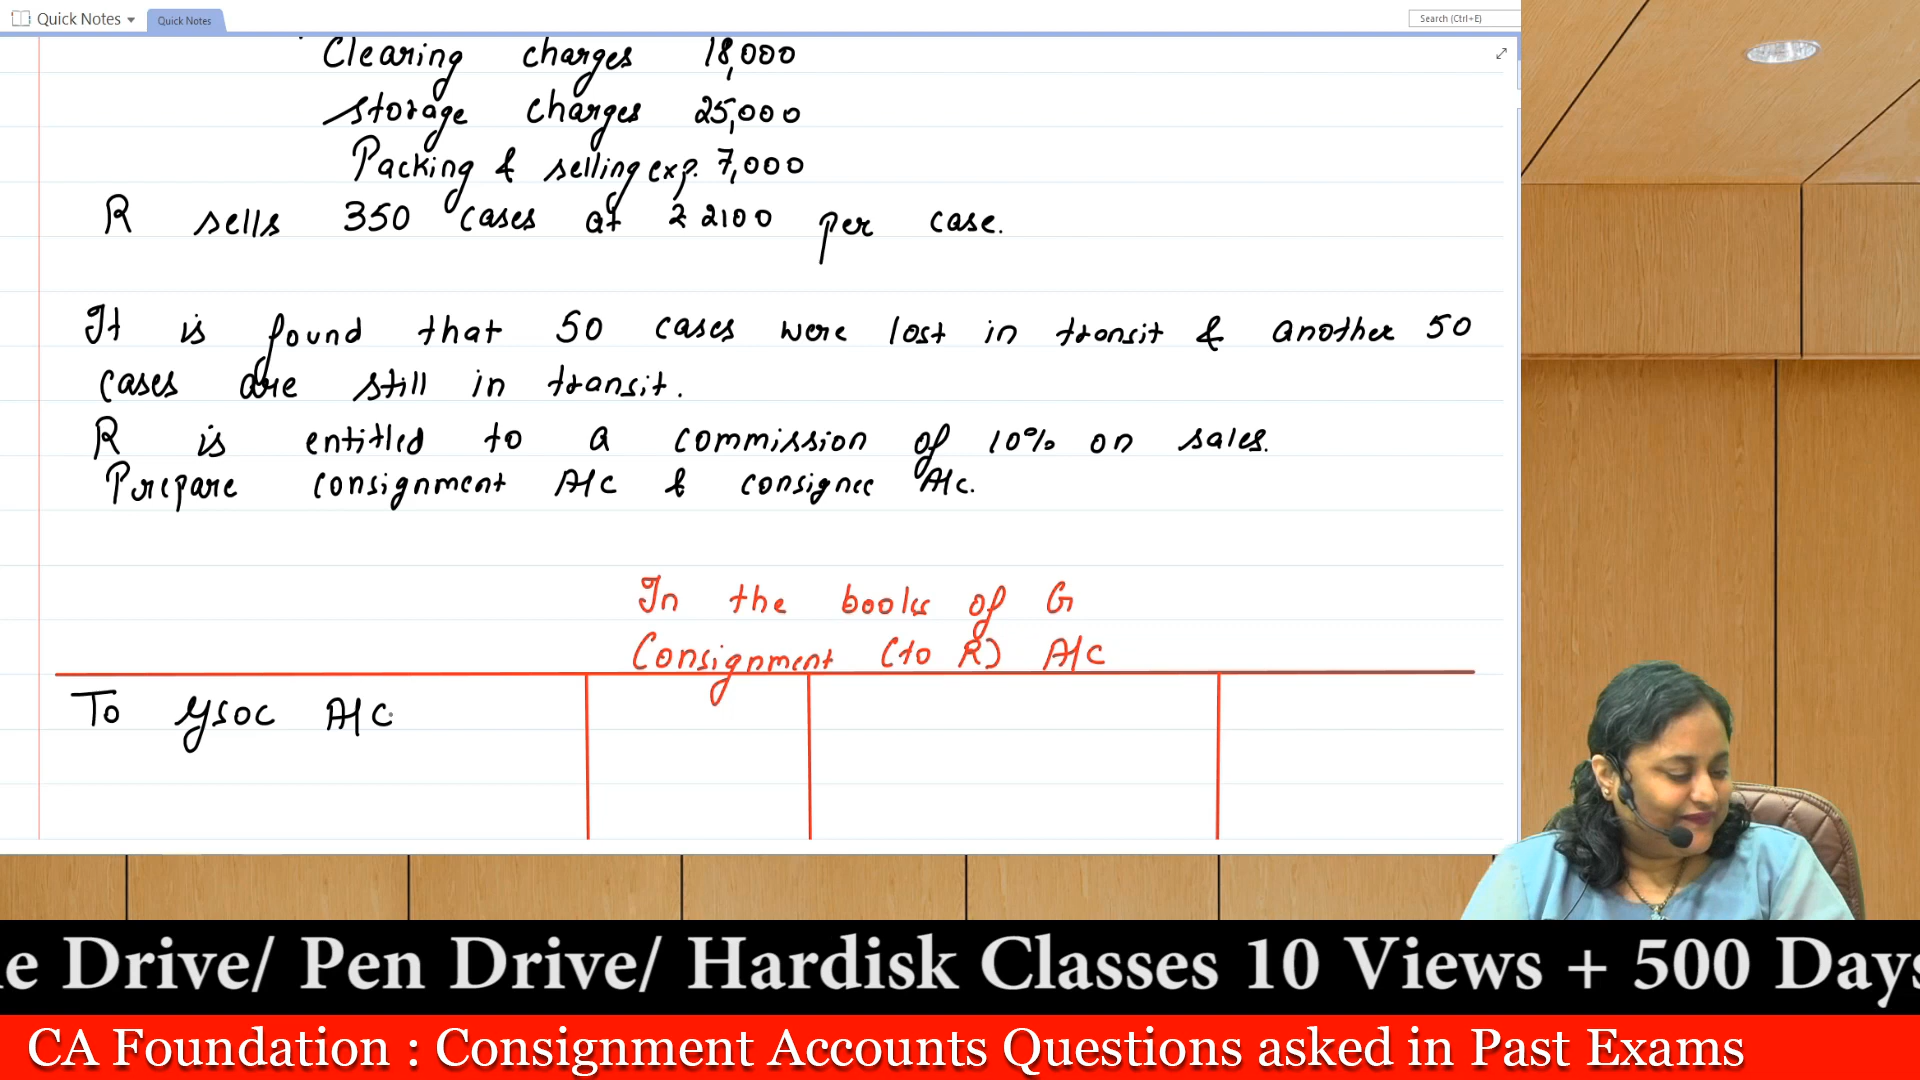 Quick Notes
Quick Notes
Search (Ctrl+E)
Clearing charges 18,000
storage charges 25,000
Packing & selling exp. 7,000
R sells 350 cases at ₹ 2100 per case.
It is found that 50 cases were lost in transit & another 50
cases are still in transit.
R is entitled to a commission of 10% on sales.
Prepare consignment A/c & consignee A/c.
In the books of G
Consignment (to R) A/c
To GSOC A/C
e Drive/ Pen Drive/ Hardisk Classes 10 Views + 500 Days
CA Foundation : Consignment Accounts Questions asked in Past Exams